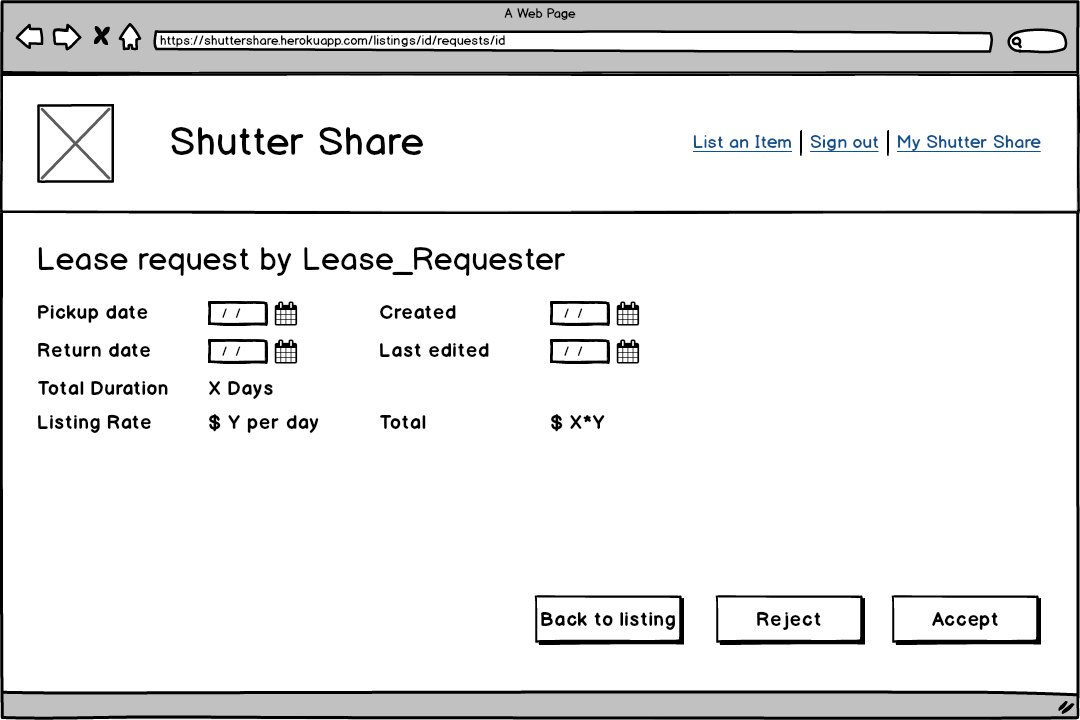 A Web Page
https://shuttershare.herokuapp.com/listings/id/requests/id
Shutter Share
List an Item | Sign out | My Shutter Share
Lease request by Lease_Requester
Pickup date / / Created / /
Return date / / Last edited / /
Total Duration X Days
Listing Rate $ Y per day Total $ X*Y
Back to listing Reject Accept